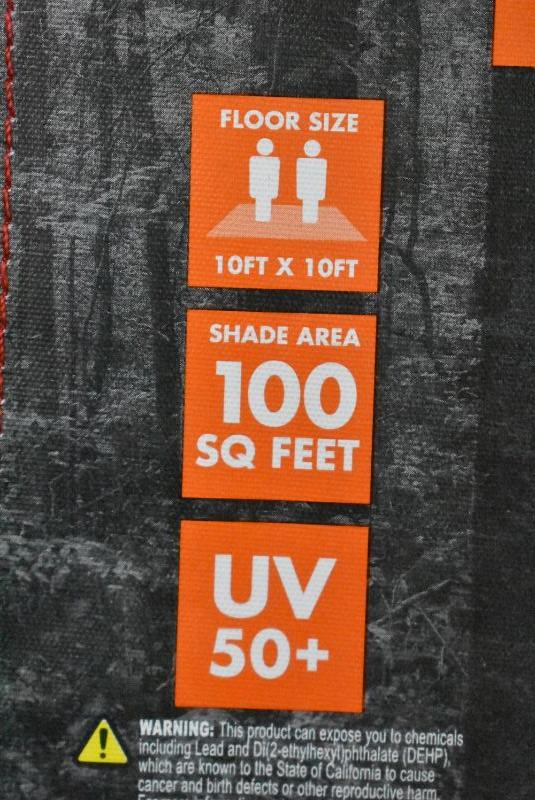 FLOOR SIZE
10FT X 10FT
SHADE AREA
100
SQ FEET
UV
50+
WARNING: This product can expose you to chemicals
including Lead and Di(2-ethylhexyl)phthalate (DEHP),
which are known to the State of California to cause
cancer and birth defects or other reproductive harm.